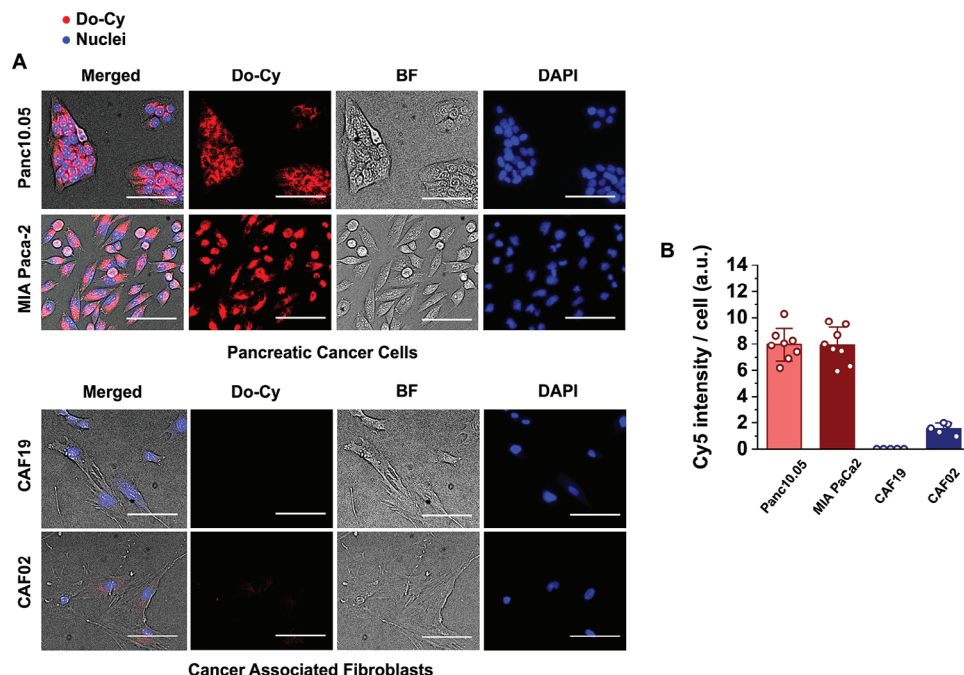 Do-Cy
Nuclei
A
Merged Do-Cy BF DAPI
Panc10.05
MIA Paca-2
Pancreatic Cancer Cells
Merged Do-Cy BF DAPI
CAF19
CAF02
Cancer Associated Fibroblasts
B
Cy5 intensity / cell (a.u.)
14
12
10
8
6
4
2
0
Panc10.05 MIA PaCa2 CAF19 CAF02